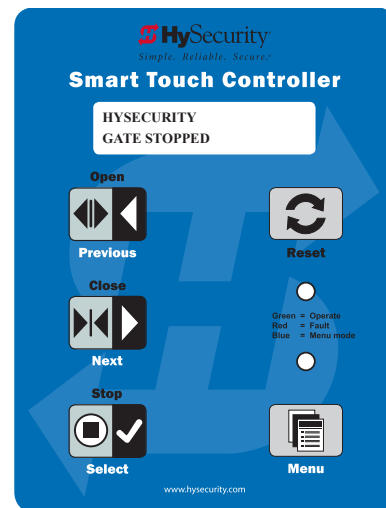 HySecurity
Simple. Reliable. Secure.
Smart Touch Controller
HYSECURITY
GATE STOPPED
Open
Previous
Reset
Close
Next
Green = Operate
Red = Fault
Blue = Menu mode
Stop
Select
Menu
www.hysecurity.com